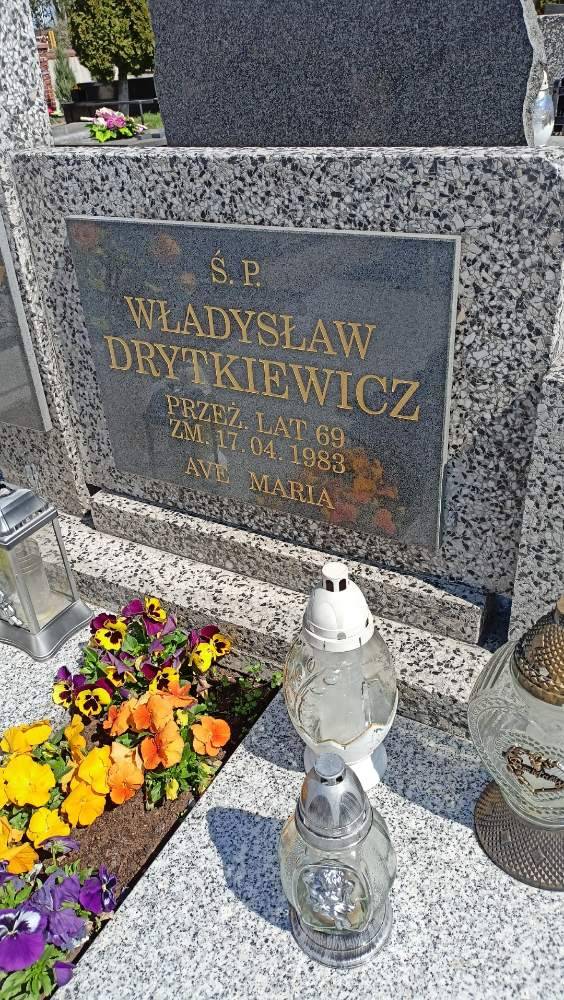 Ś. P.
WŁADYSŁAW
DRYTKIEWICZ
PRZEŻ. LAT 69
ZM. 17. 04. 1983
AVE MARIA